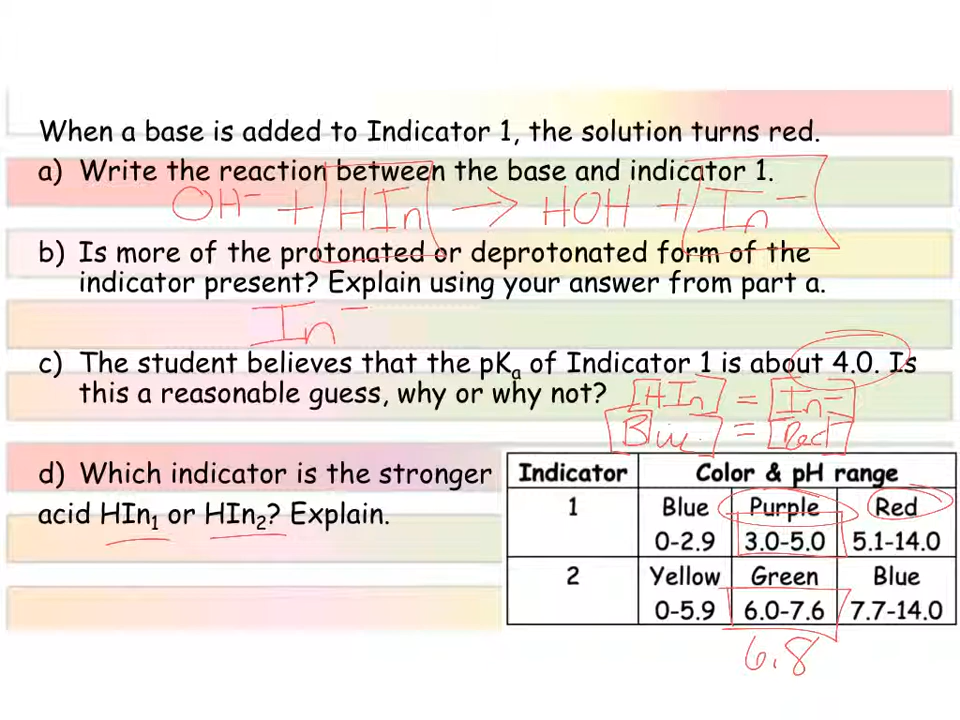 When a base is added to Indicator 1, the solution turns red.
a) Write the reaction between the base and indicator 1.
OH⁻ + HIn → HOH + In⁻
b) Is more of the protonated or deprotonated form of the
indicator present? Explain using your answer from part a.
In⁻
c) The student believes that the pKₐ of Indicator 1 is about 4.0. Is
this a reasonable guess, why or why not?
[HIn] = [In⁻]
[Blue] = [Red]
d) Which indicator is the stronger
acid HIn₁ or HIn₂? Explain.
Indicator Color & pH range
1 Blue Purple Red
0-2.9 3.0-5.0 5.1-14.0
2 Yellow Green Blue
0-5.9 6.0-7.6 7.7-14.0
6.8